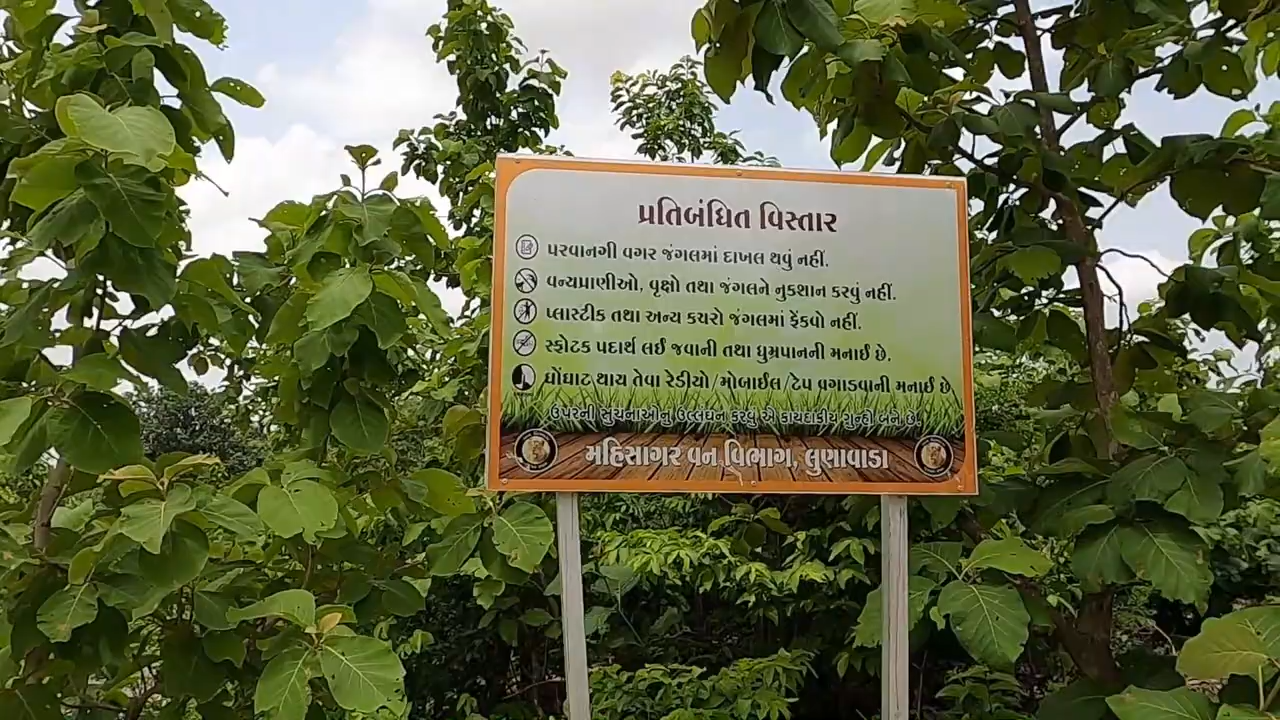 પ્રતિબંધિત વિસ્તાર
પરવાનગી વગર જંગલમાં દાખલ થવું નહીં.
વન્યપ્રાણીઓ, વૃક્ષો તથા જંગલને નુકશાન કરવું નહીં.
પ્લાસ્ટીક તથા અન્ય કચરો જંગલમાં ફેંકવો નહીં.
સ્ફોટક પદાર્થ લઈ જવાની તથા ધુમ્રપાનની મનાઈ છે.
ઘોંઘાટ થાય તેવા રેડીયો/મોબાઈલ/ટેપ વગાડવાની મનાઈ છે
ઉપરની સુચનાઓનુ ઉલ્લંઘન કરવુ એ કાયદાકીય ગુન્હો બને છે.
મહિસાગર વન વિભાગ, લુણાવાડા